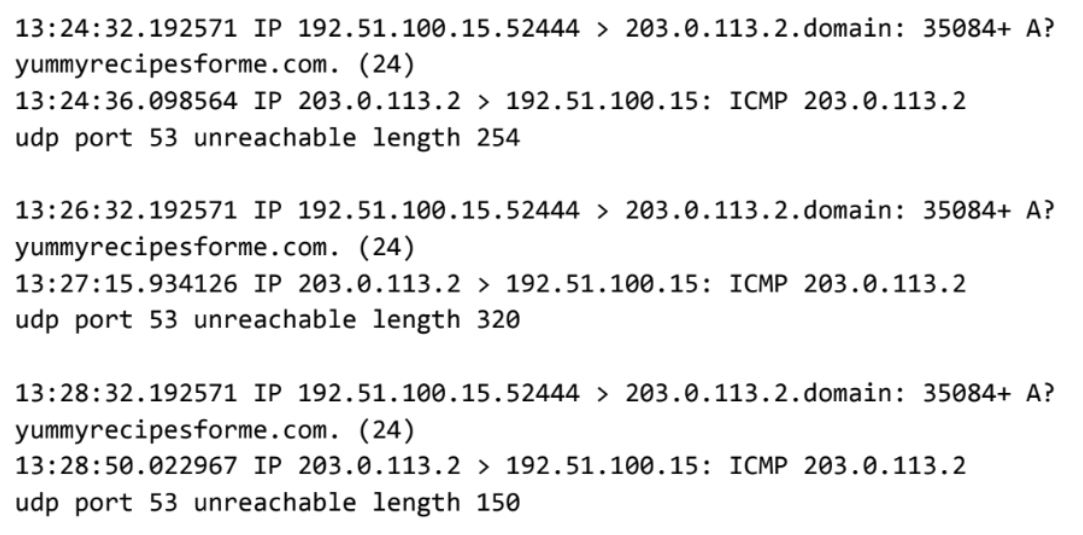 13:24:32.192571 IP 192.51.100.15.52444 > 203.0.113.2.domain: 35084+ A?
yummyrecipesforme.com. (24)
13:24:36.098564 IP 203.0.113.2 > 192.51.100.15: ICMP 203.0.113.2
udp port 53 unreachable length 254

13:26:32.192571 IP 192.51.100.15.52444 > 203.0.113.2.domain: 35084+ A?
yummyrecipesforme.com. (24)
13:27:15.934126 IP 203.0.113.2 > 192.51.100.15: ICMP 203.0.113.2
udp port 53 unreachable length 320

13:28:32.192571 IP 192.51.100.15.52444 > 203.0.113.2.domain: 35084+ A?
yummyrecipesforme.com. (24)
13:28:50.022967 IP 203.0.113.2 > 192.51.100.15: ICMP 203.0.113.2
udp port 53 unreachable length 150